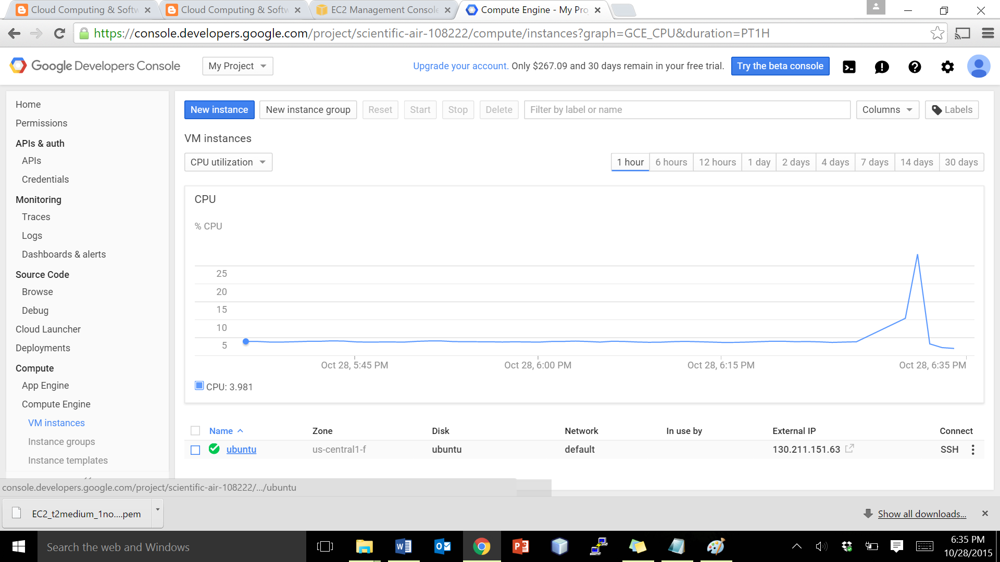 Cloud Computing & Softw
Cloud Computing & Softw
EC2 Management Console
Compute Engine - My Pro
https://console.developers.google.com/project/scientific-air-108222/compute/instances?graph=GCE_CPU&duration=PT1H
Google Developers Console
My Project
Upgrade your account. Only $267.09 and 30 days remain in your free trial.
Try the beta console
Home
Permissions
APIs & auth
APIs
Credentials
Monitoring
Traces
Logs
Dashboards & alerts
Source Code
Browse
Debug
Cloud Launcher
Deployments
Compute
App Engine
Compute Engine
VM instances
Instance groups
Instance templates
New instance
New instance group
Reset
Start
Stop
Delete
Filter by label or name
Columns
Labels
VM instances
CPU utilization
1 hour
6 hours
12 hours
1 day
2 days
4 days
7 days
14 days
30 days
CPU
% CPU
25
20
15
10
5
Oct 28, 5:45 PM
Oct 28, 6:00 PM
Oct 28, 6:15 PM
Oct 28, 6:35 PM
CPU: 3.981
Name Zone Disk Network In use by External IP Connect
ubuntu us-central1-f ubuntu default 130.211.151.63 SSH
console.developers.google.com/project/scientific-air-108222/.../ubuntu
EC2_t2medium_1no....pem
Show all downloads...
Search the web and Windows
6:35 PM
10/28/2015